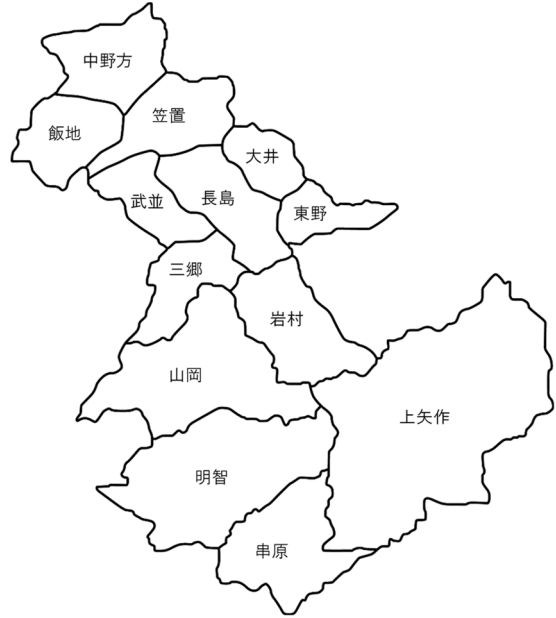 中野方
笠置
飯地
大井
武並
長島
東野
三郷
岩村
山岡
上矢作
明智
串原